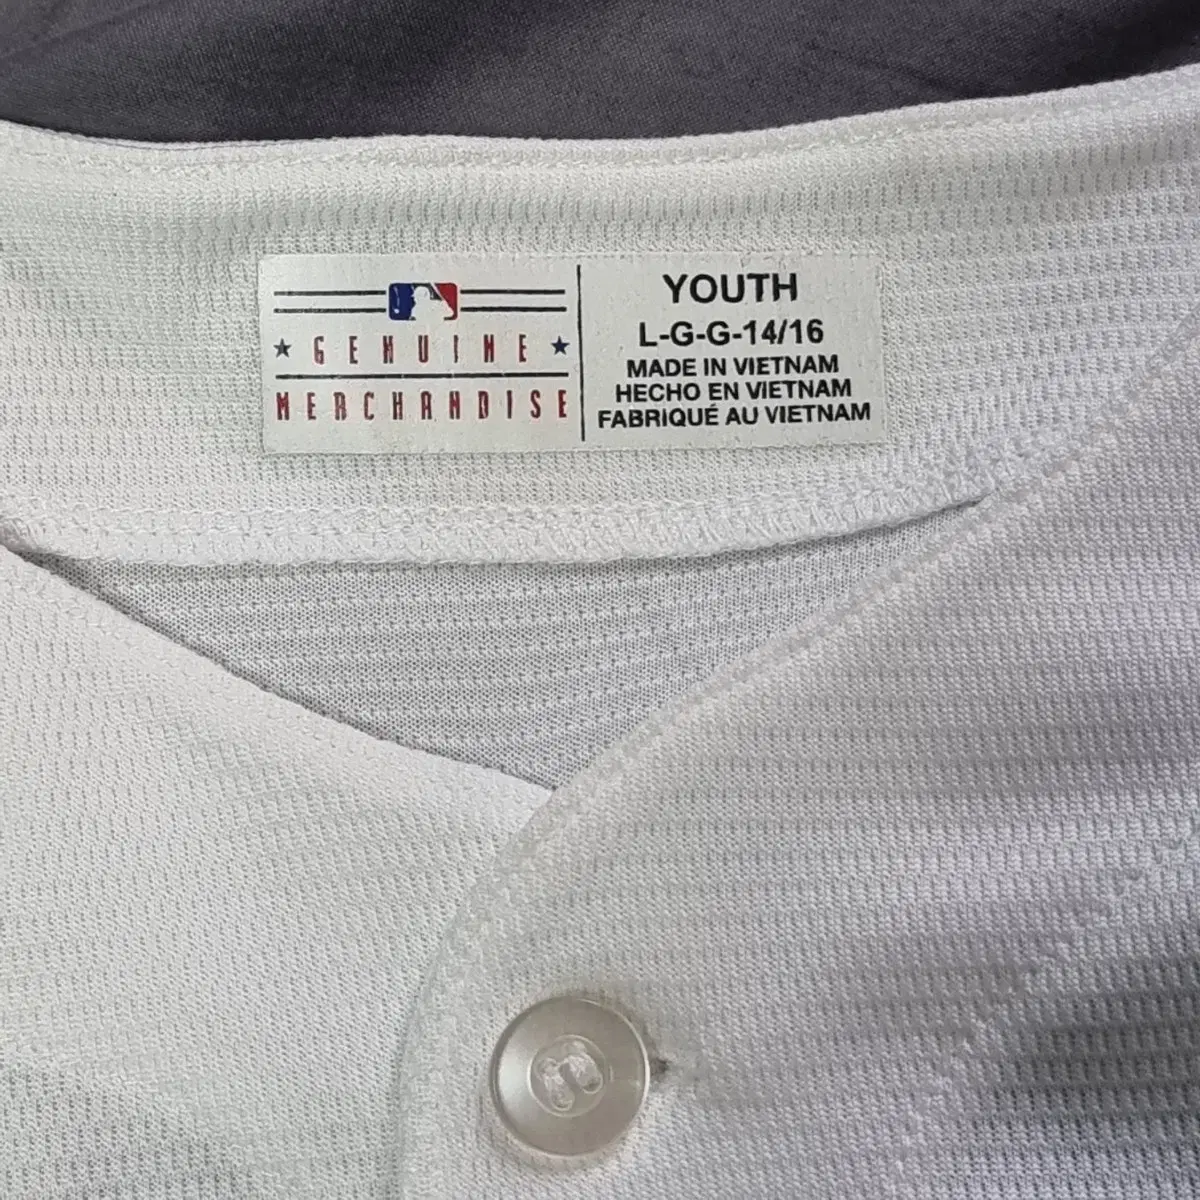 GENUINE
MERCHANDISE
YOUTH
L-G-G-14/16
MADE IN VIETNAM
HECHO EN VIETNAM
FABRIQUÉ AU VIETNAM